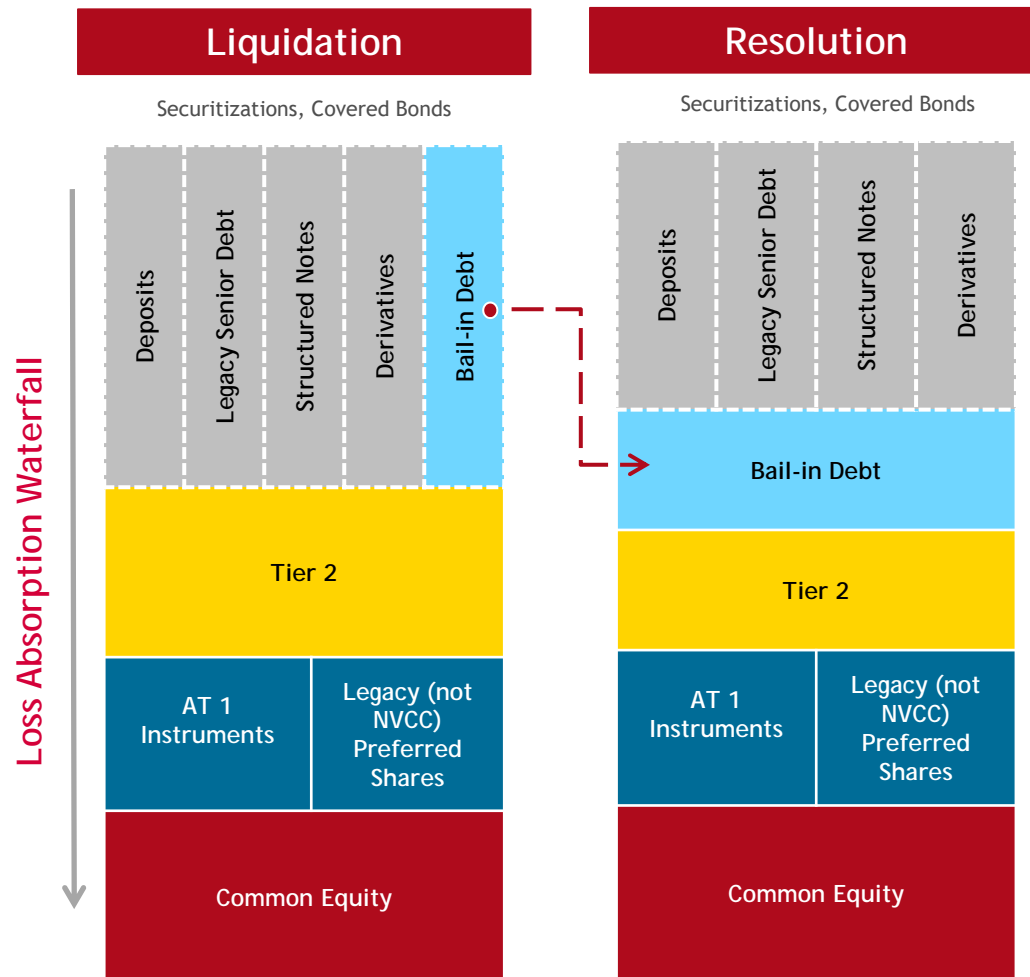 Liquidation
Securitizations, Covered Bonds
Loss Absorption Waterfall
Deposits
Legacy Senior Debt
Structured Notes
Derivatives
Bail-in Debt
Tier 2
AT 1
Instruments
Legacy (not
NVCC)
Preferred
Shares
Common Equity
Resolution
Securitizations, Covered Bonds
Deposits
Legacy Senior Debt
Structured Notes
Derivatives
Bail-in Debt
Tier 2
AT 1
Instruments
Legacy (not
NVCC)
Preferred
Shares
Common Equity